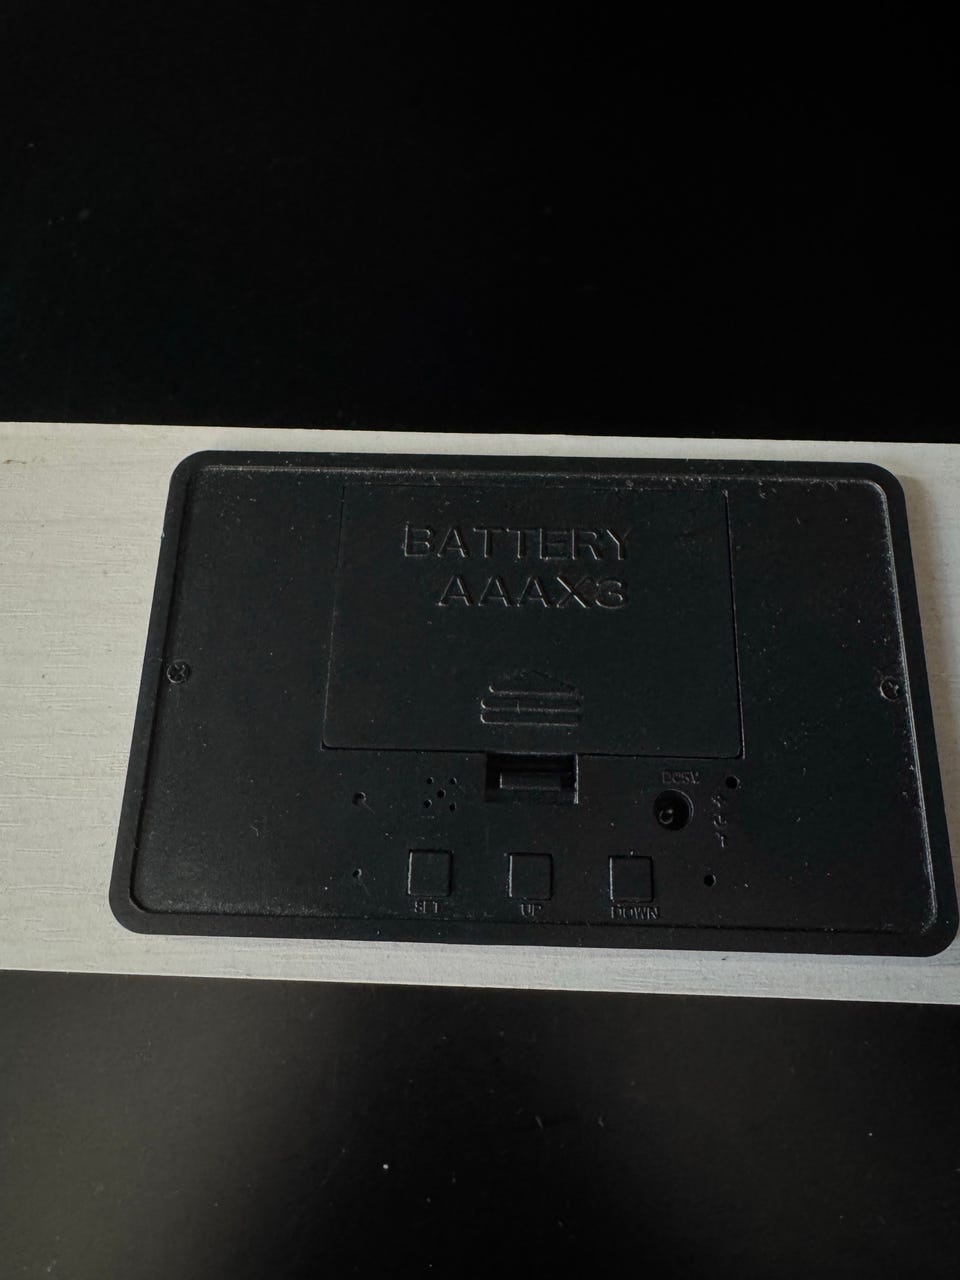 BATTERY
AAAX3
DC5V
SET
UP
DOWN